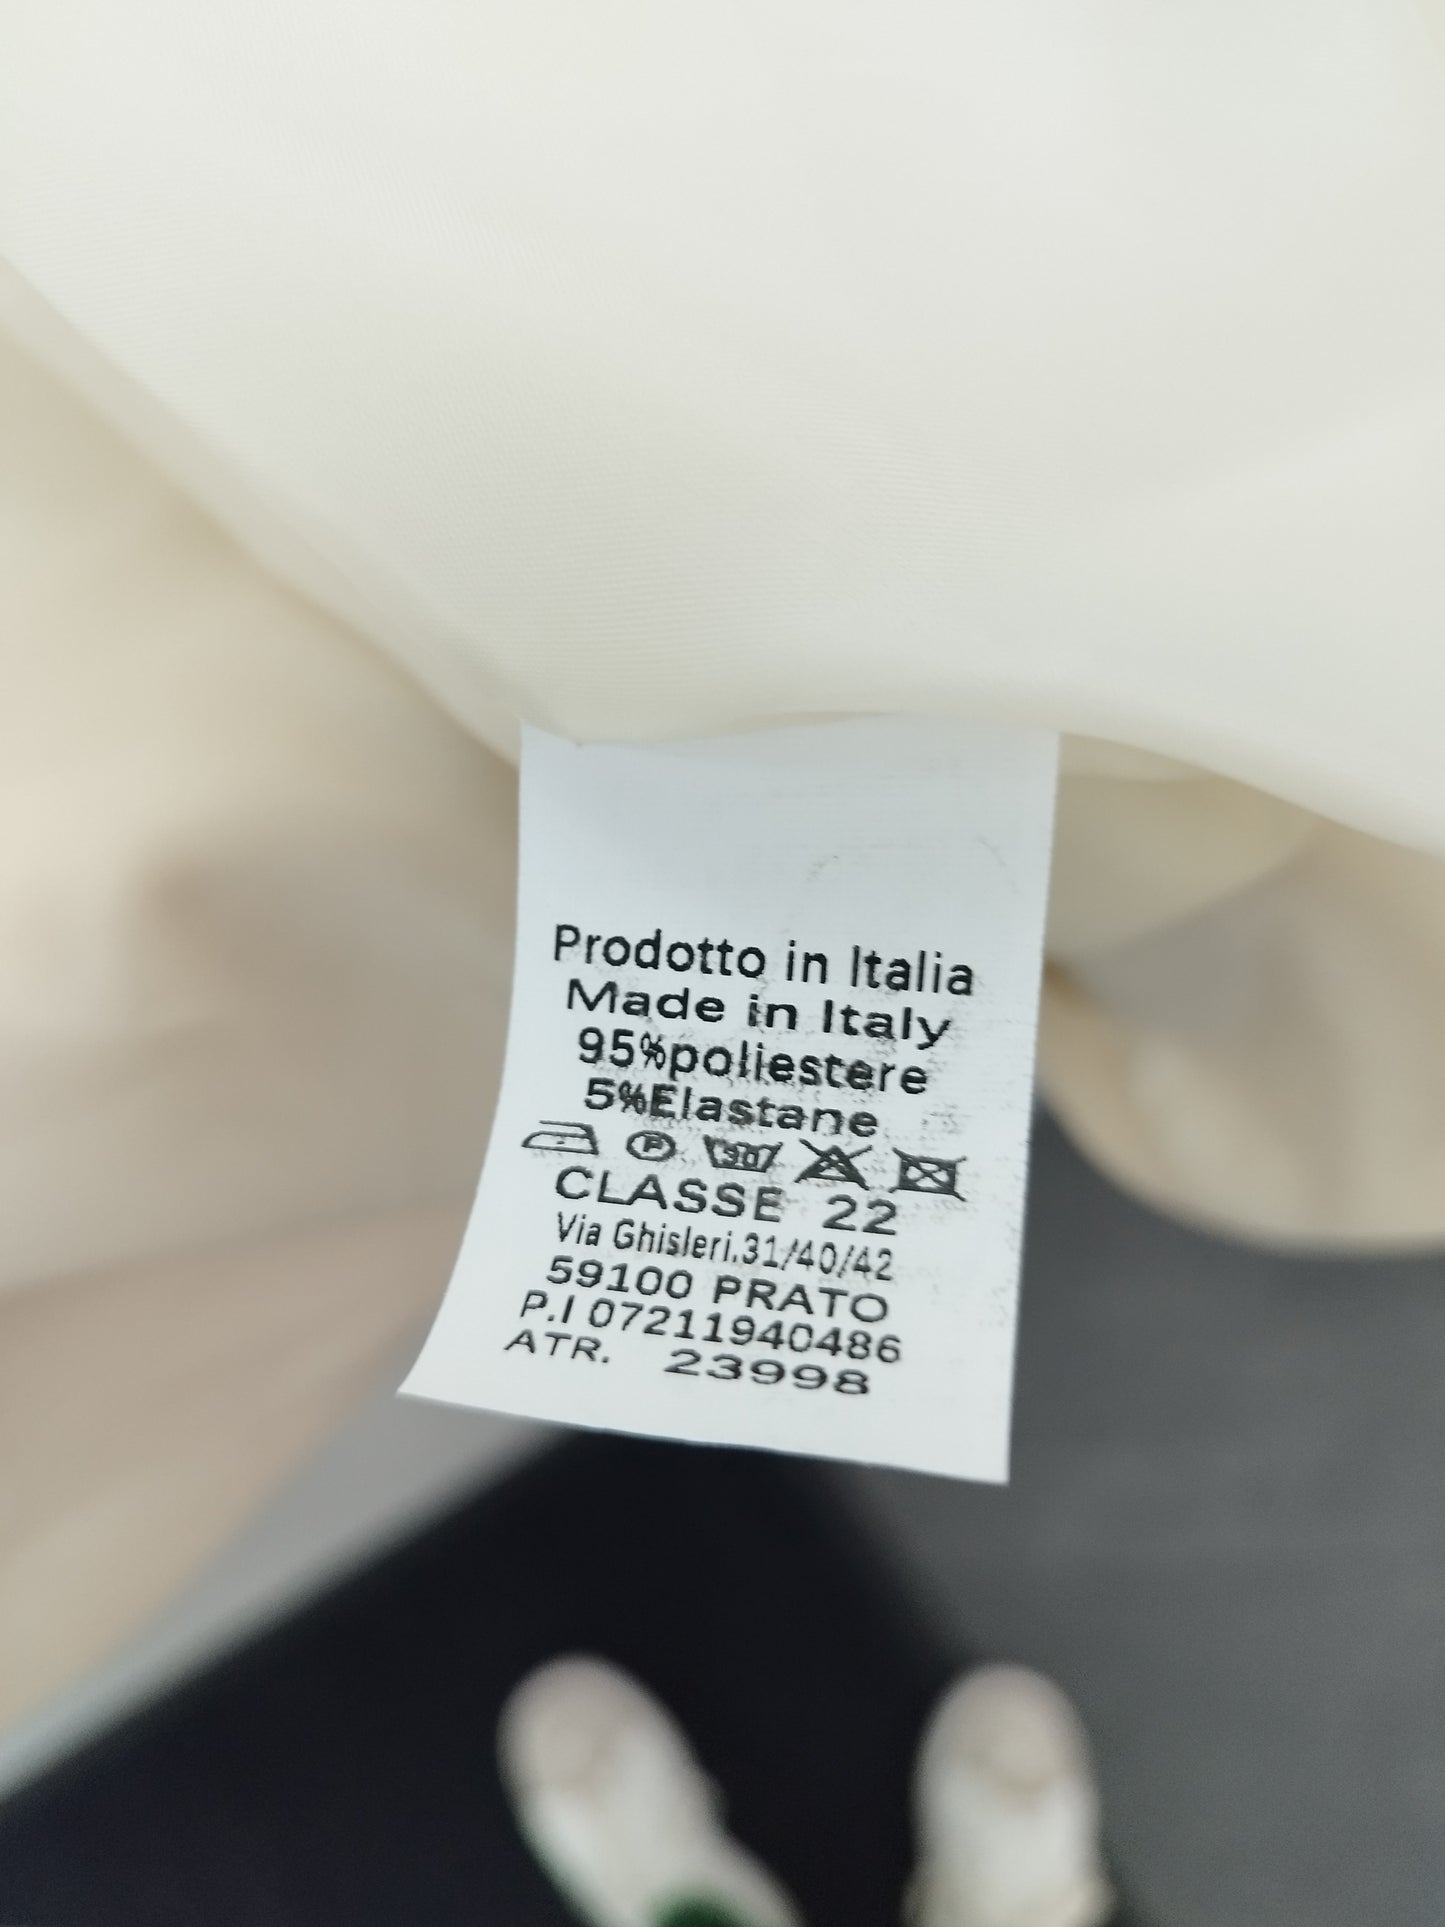 Prodotto in Italia
Made in Italy
95%poliestere
5%Elastane
P 30
CLASSE 22
Via Ghisleri.31/40/42
59100 PRATO
P.I 07211940486
ATR. 23998